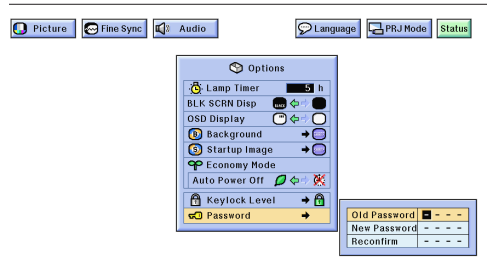 Picture Fine Sync Audio Language PRJ Mode Status
Options
Lamp Timer 5 h
BLK SCRN Disp
OSD Display
Background
Startup Image
Economy Mode
Auto Power Off
Keylock Level
Password
Old Password - - - -
New Password - - - -
Reconfirm - - - -